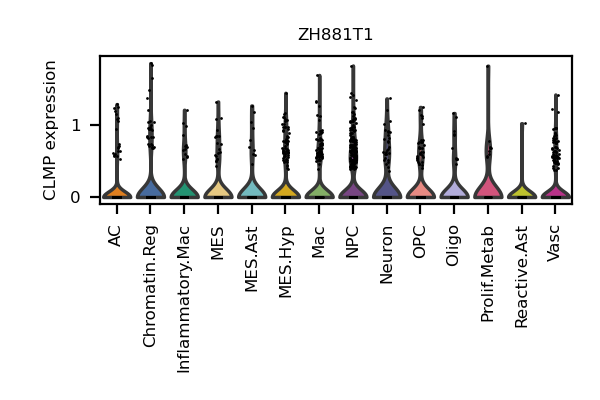 ZH881T1
CLMP expression
1
0
AC
Chromatin.Reg
Inflammatory.Mac
MES
MES.Ast
MES.Hyp
Mac
NPC
Neuron
OPC
Oligo
Prolif.Metab
Reactive.Ast
Vasc